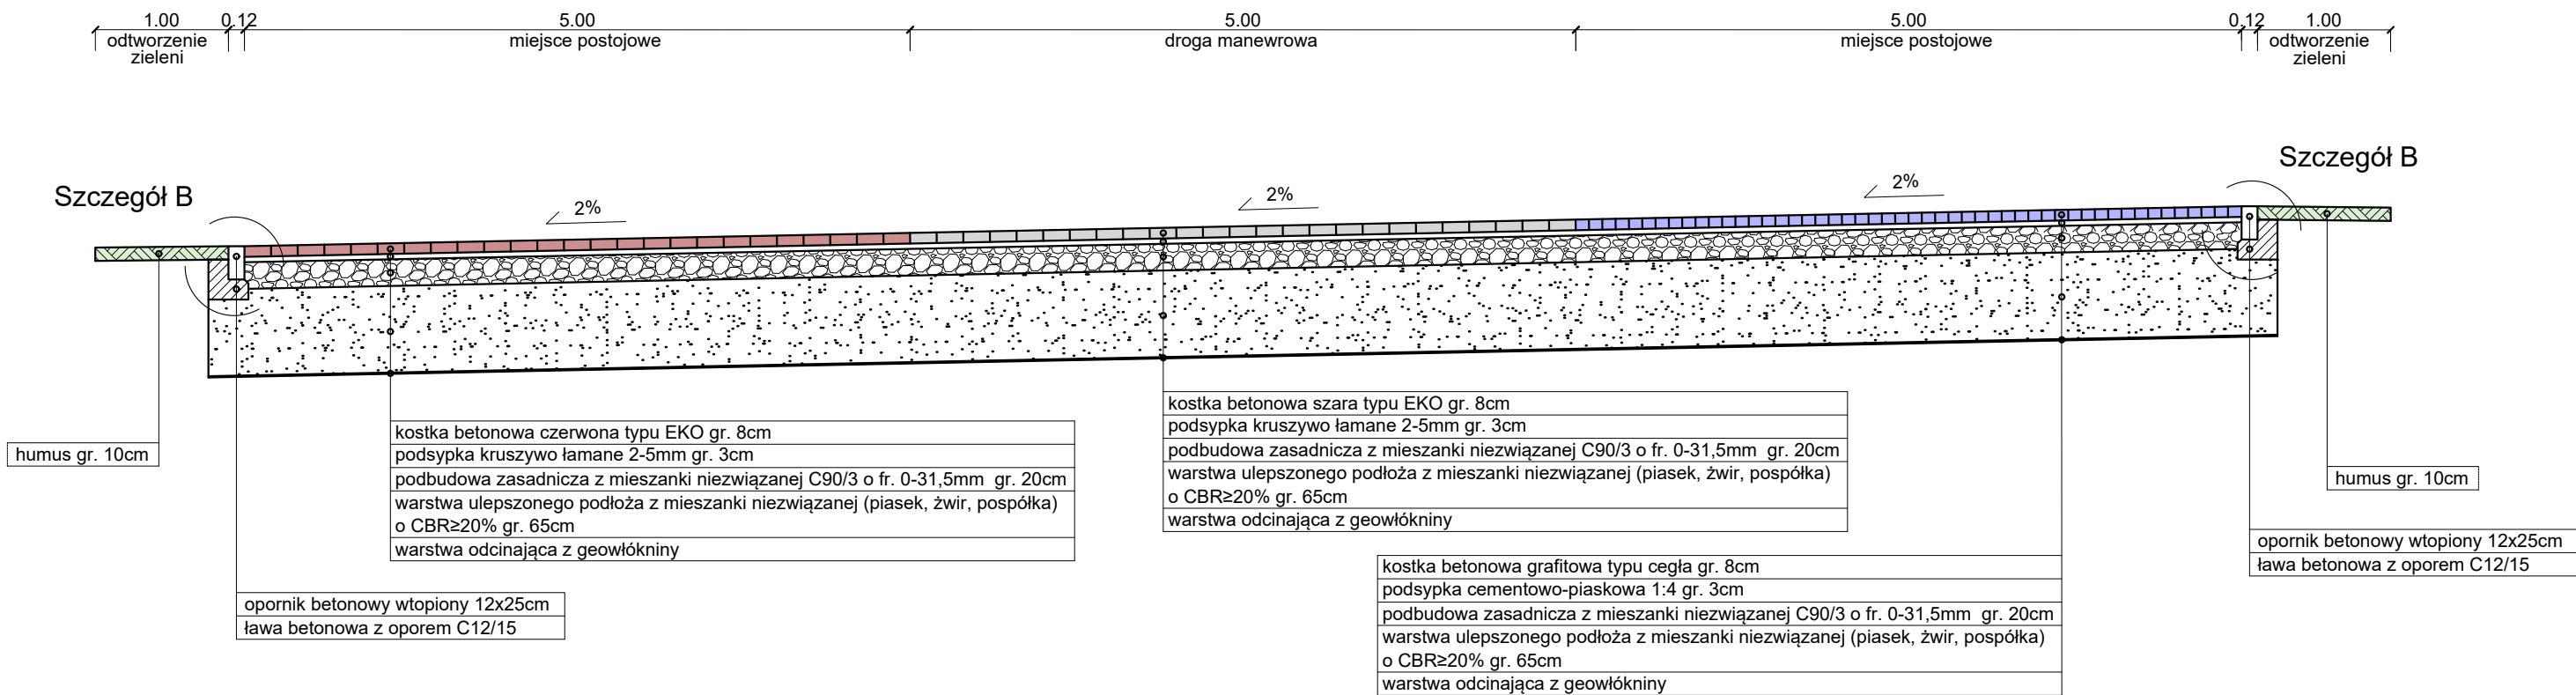 1.00 0.12 5.00 5.00 5.00 0.12 1.00
odtworzenie zieleni miejsce postojowe droga manewrowa miejsce postojowe odtworzenie zieleni
Szczegół B
Szczegół B
2%
2%
2%
humus gr. 10cm
kostka betonowa czerwona typu EKO gr. 8cm
podsypka kruszywo łamane 2-5mm gr. 3cm
podbudowa zasadnicza z mieszanki niezwiązanej C90/3 o fr. 0-31,5mm gr. 20cm
warstwa ulepszonego podłoża z mieszanki niezwiązanej (piasek, żwir, pospółka)
o CBR≥20% gr. 65cm
warstwa odcinająca z geowłókniny
opornik betonowy wtopiony 12x25cm
ława betonowa z oporem C12/15
kostka betonowa szara typu EKO gr. 8cm
podsypka kruszywo łamane 2-5mm gr. 3cm
podbudowa zasadnicza z mieszanki niezwiązanej C90/3 o fr. 0-31,5mm gr. 20cm
warstwa ulepszonego podłoża z mieszanki niezwiązanej (piasek, żwir, pospółka)
o CBR≥20% gr. 65cm
warstwa odcinająca z geowłókniny
kostka betonowa grafitowa typu cegła gr. 8cm
podsypka cementowo-piaskowa 1:4 gr. 3cm
podbudowa zasadnicza z mieszanki niezwiązanej C90/3 o fr. 0-31,5mm gr. 20cm
warstwa ulepszonego podłoża z mieszanki niezwiązanej (piasek, żwir, pospółka)
o CBR≥20% gr. 65cm
warstwa odcinająca z geowłókniny
humus gr. 10cm
opornik betonowy wtopiony 12x25cm
ława betonowa z oporem C12/15